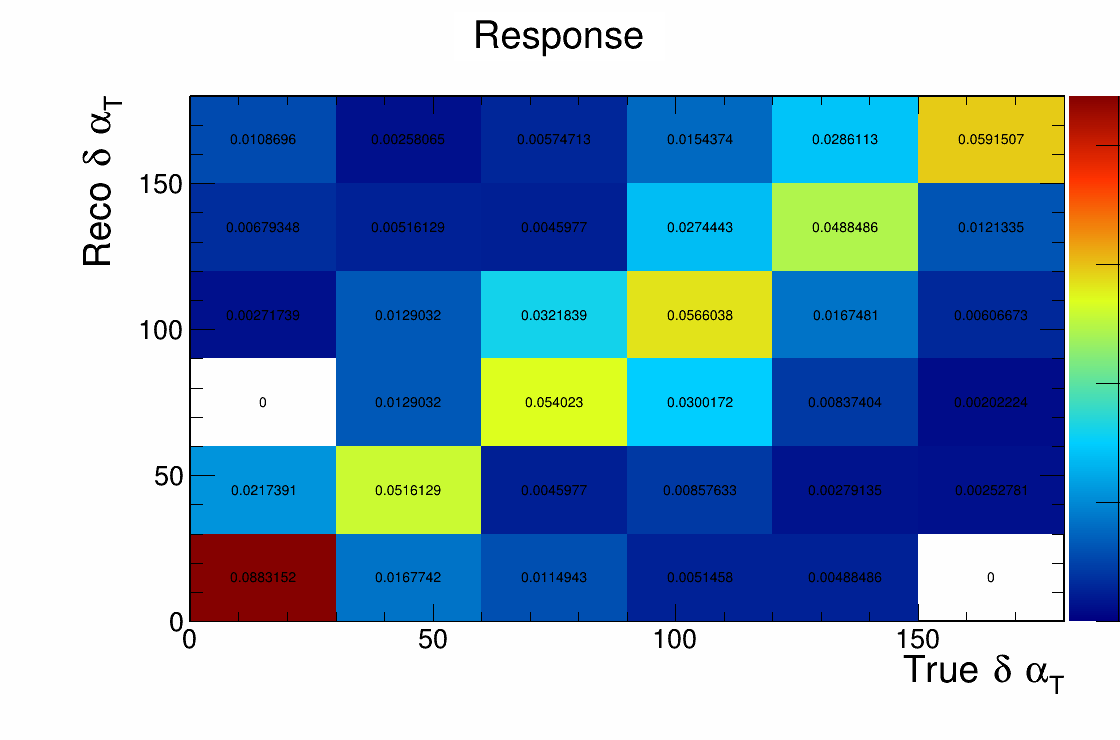 Response
Reco δ αT
150
100
50
0
0.0108696 0.00258065 0.00574713 0.0154374 0.0286113 0.0591507
0.00679348 0.00516129 0.0045977 0.0274443 0.0488486 0.0121335
0.00271739 0.0129032 0.0321839 0.0566038 0.0167481 0.00606673
0 0.0129032 0.054023 0.0300172 0.00837404 0.00202224
0.0217391 0.0516129 0.0045977 0.00857633 0.00279135 0.00252781
0.0883152 0.0167742 0.0114943 0.0051458 0.00488486 0
0 50 100 150
True δ αT